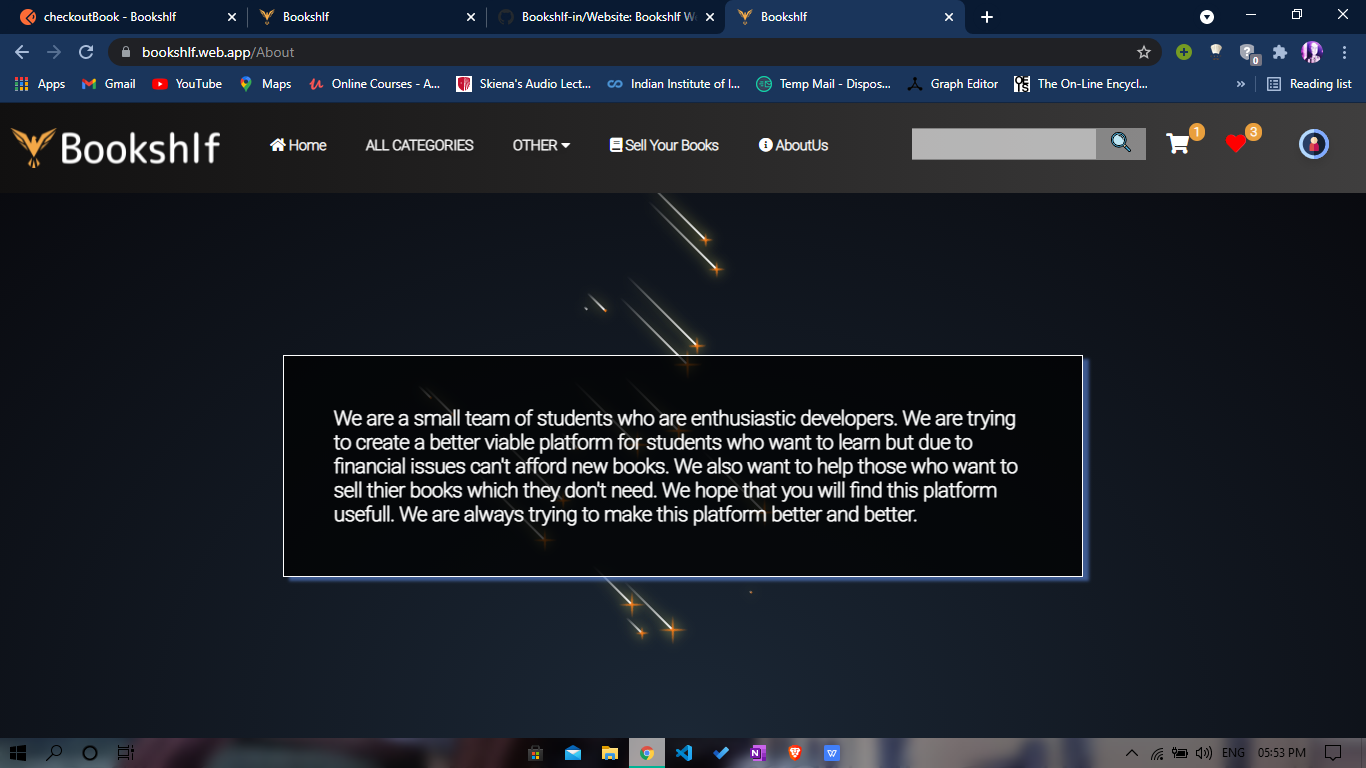 checkoutBook - Bookshlf
Bookshlf
Bookshlf-in/Website: Bookshlf W
Bookshlf
bookshlf.web.app/About
0
Apps
Gmail
YouTube
Maps
Online Courses - A...
Skiena's Audio Lect...
Indian Institute of I...
Temp Mail - Dispos...
Graph Editor
The On-Line Encycl...
»
Reading list
Bookshlf
Home
ALL CATEGORIES
OTHER
Sell Your Books
AboutUs
1
3
We are a small team of students who are enthusiastic developers. We are trying
to create a better viable platform for students who want to learn but due to
financial issues can't afford new books. We also want to help those who want to
sell thier books which they don't need. We hope that you will find this platform
usefull. We are always trying to make this platform better and better.
ENG
05:53 PM